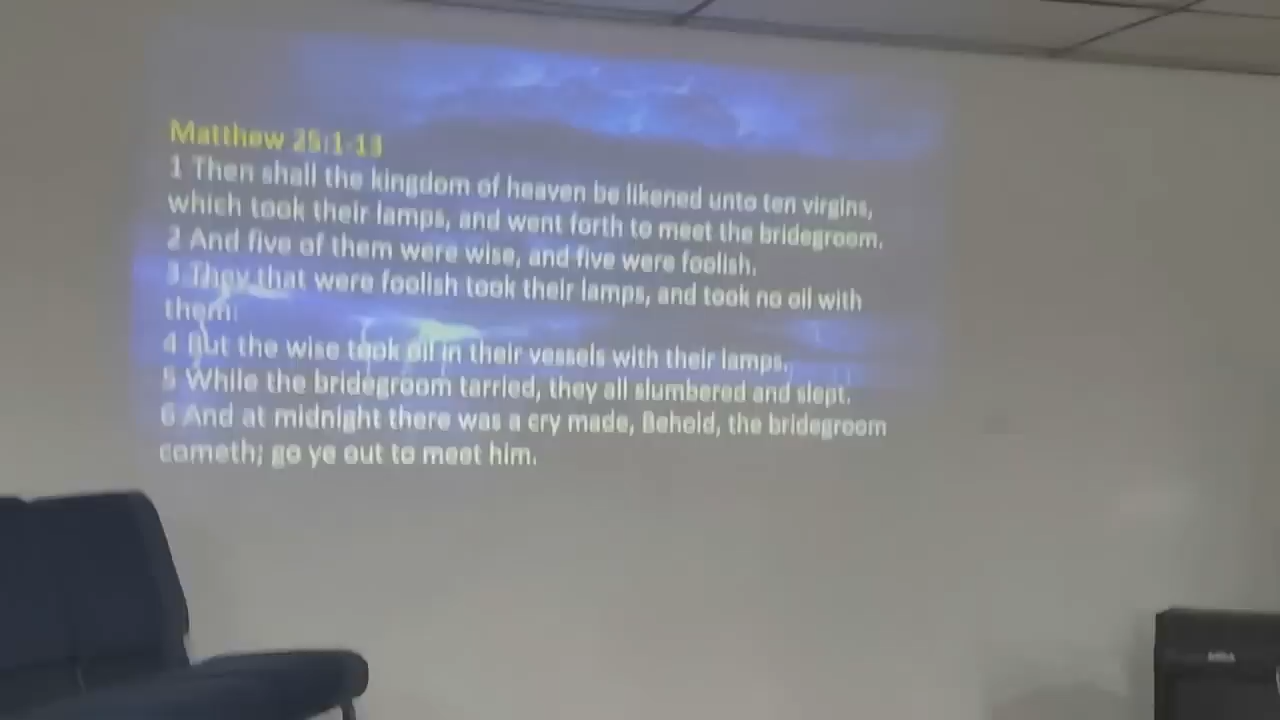 Matthew 25:1-13
1 Then shall the kingdom of heaven be likened unto ten virgins,
which took their lamps, and went forth to meet the bridegroom.
2 And five of them were wise, and five were foolish.
3 They that were foolish took their lamps, and took no oil with
them:
4 But the wise took oil in their vessels with their lamps.
5 While the bridegroom tarried, they all slumbered and slept.
6 And at midnight there was a cry made, Behold, the bridegroom
cometh; go ye out to meet him.